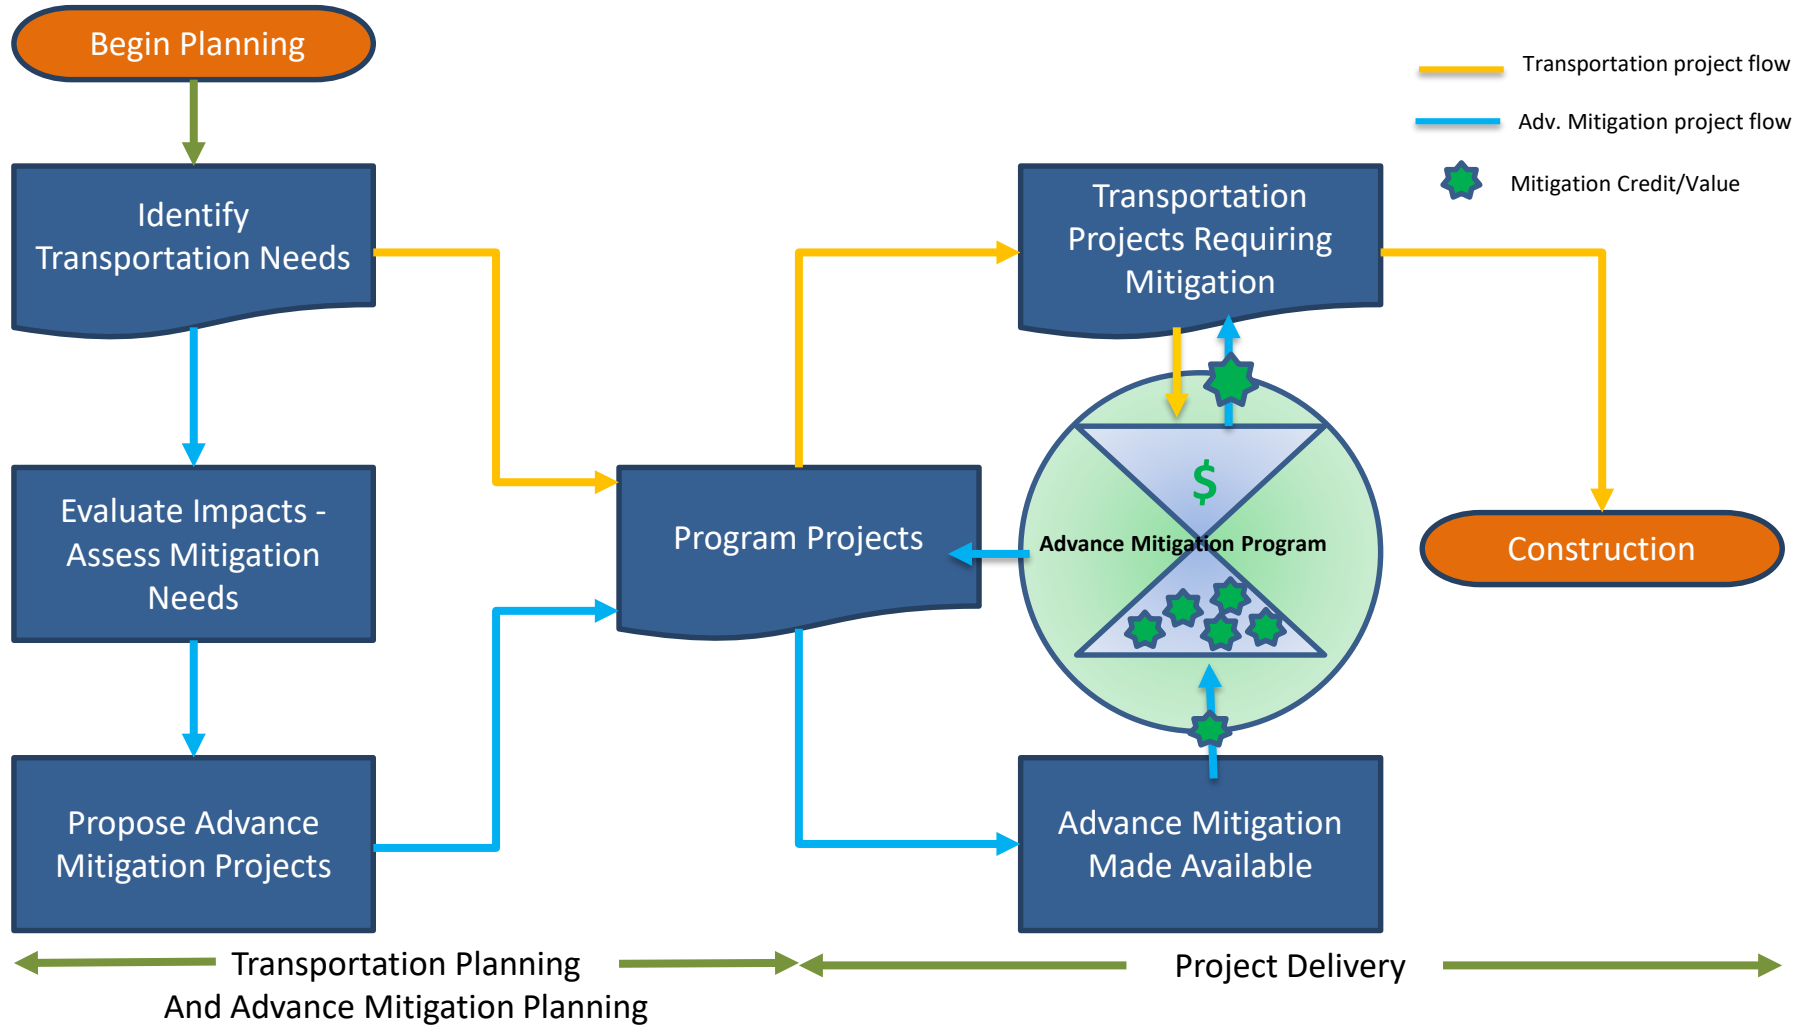 Begin Planning
Transportation project flow
Adv. Mitigation project flow
Mitigation Credit/Value
Identify
Transportation Needs
Transportation
Projects Requiring
Mitigation
Evaluate Impacts -
Assess Mitigation
Needs
Program Projects
$
Advance Mitigation Program
Construction
Propose Advance
Mitigation Projects
Advance Mitigation
Made Available
Transportation Planning
And Advance Mitigation Planning
Project Delivery